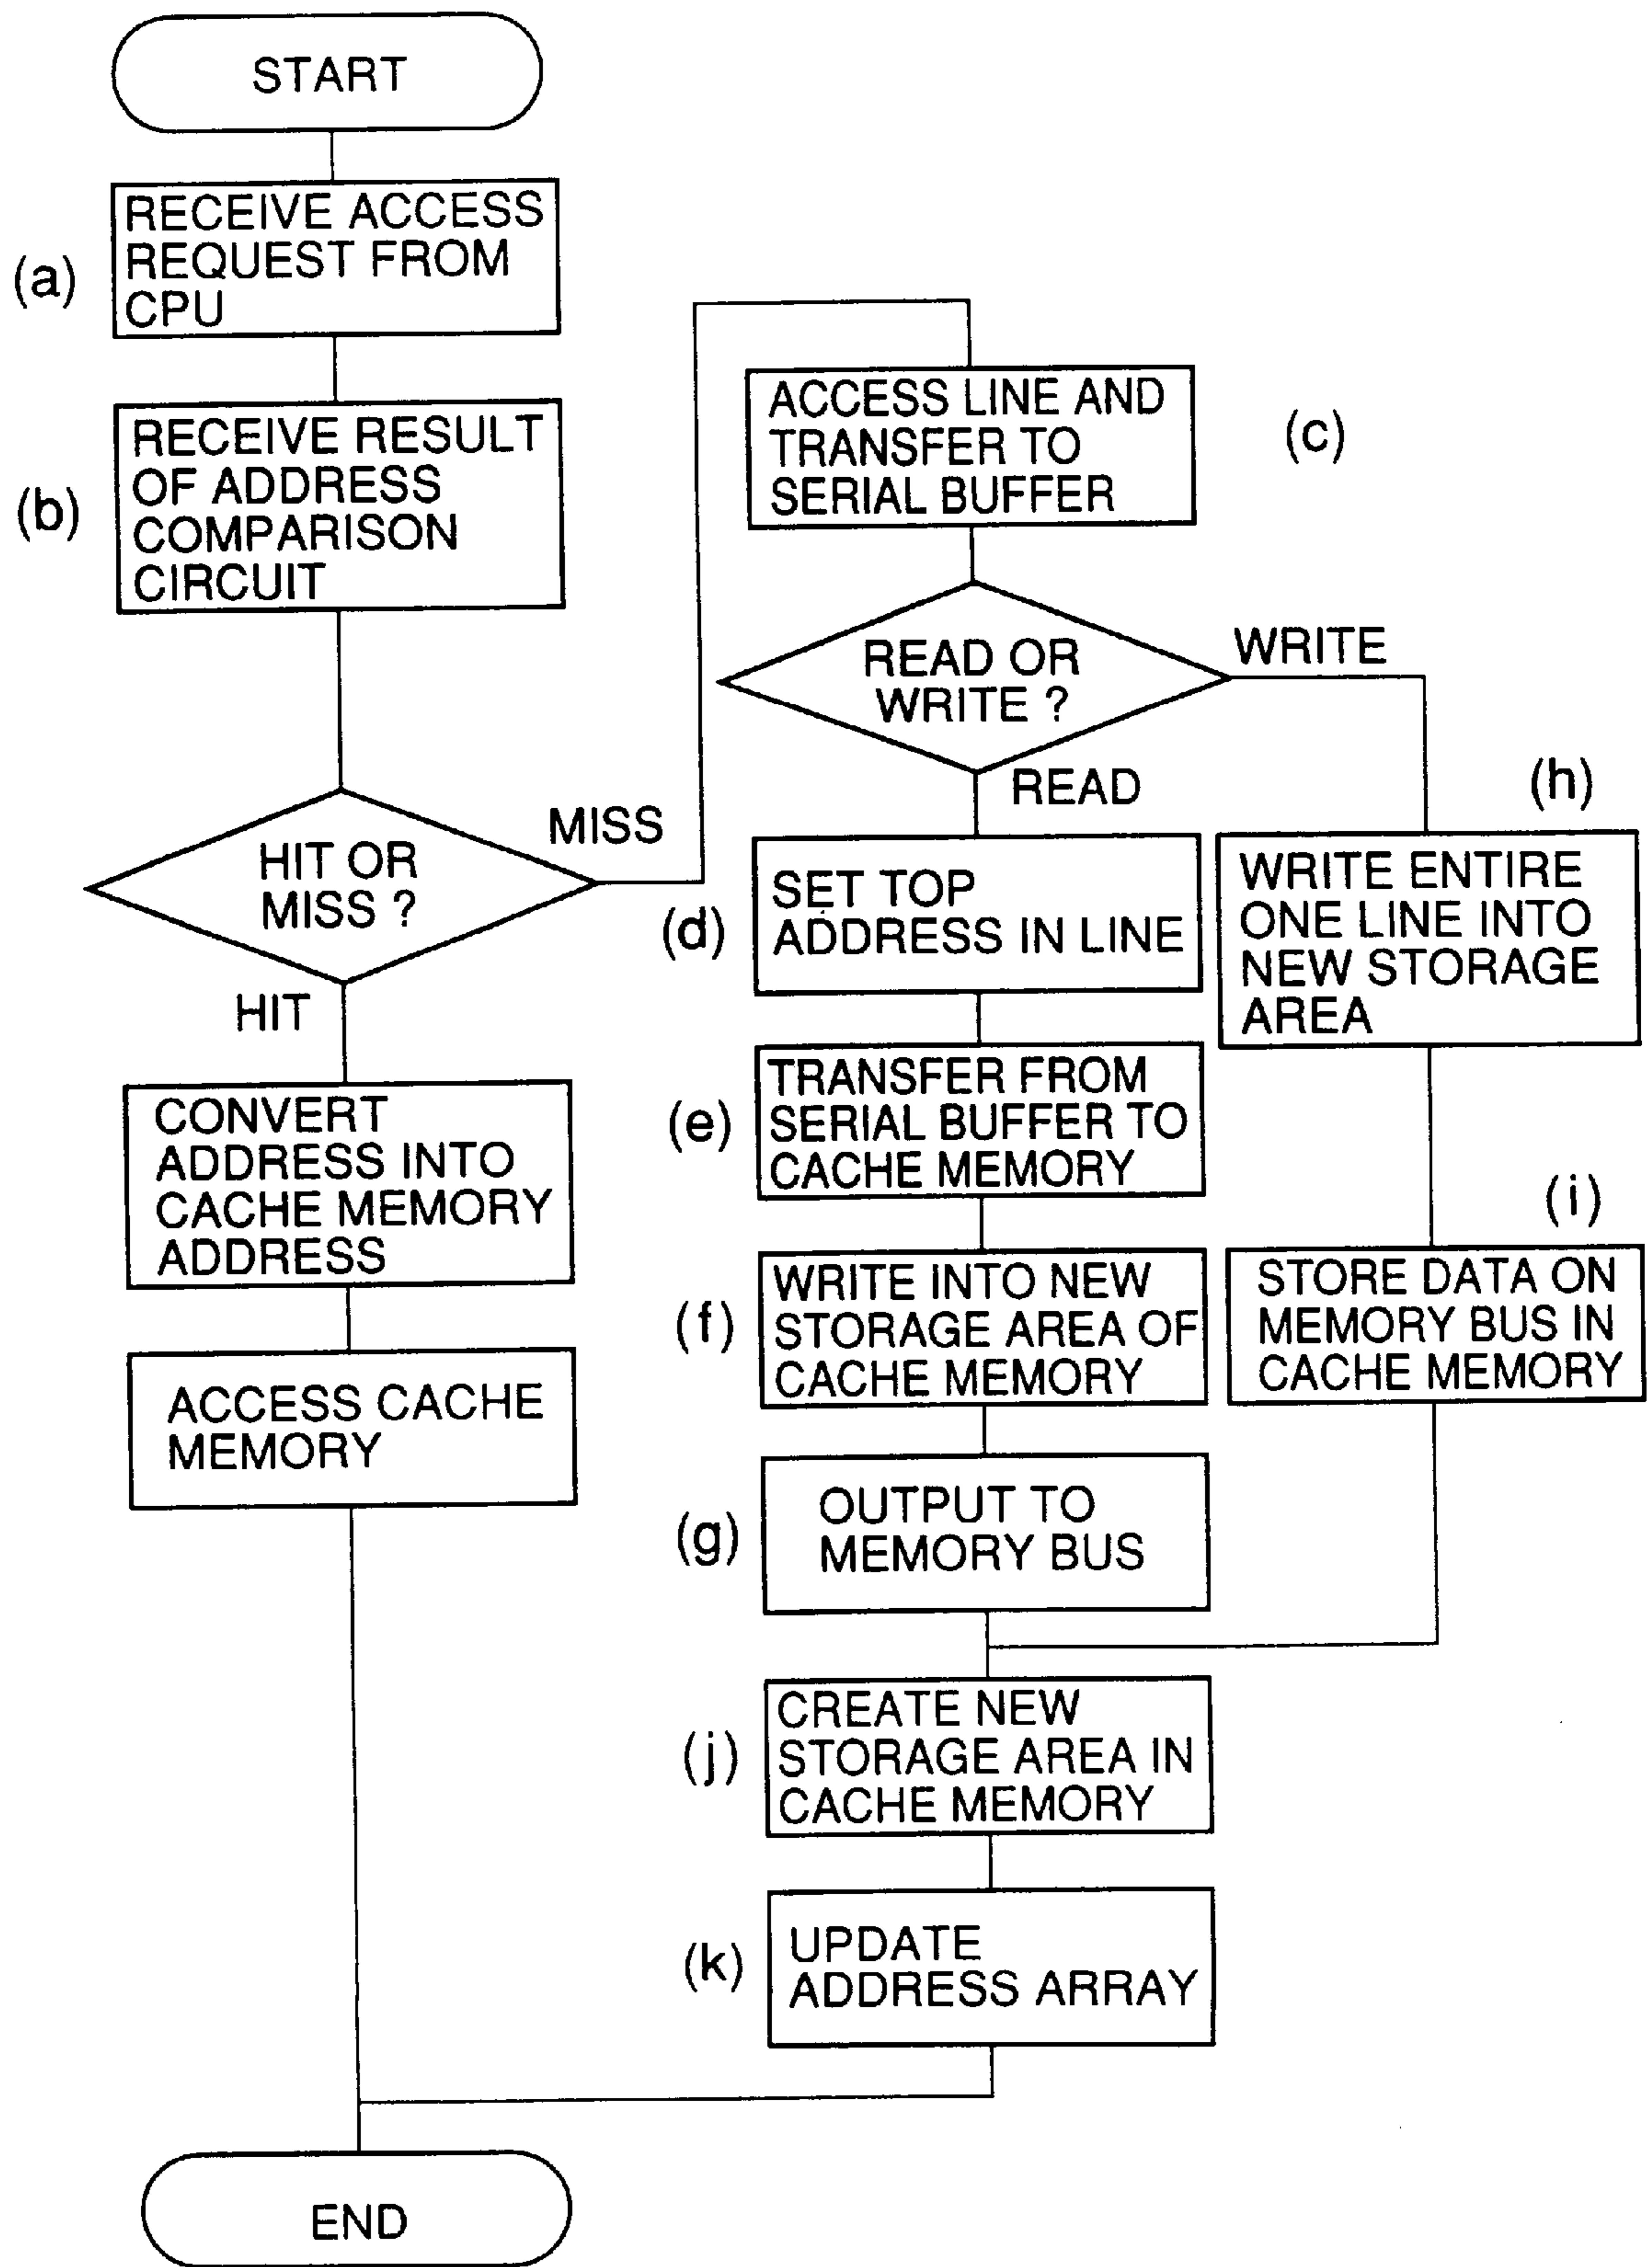 START
(a)
RECEIVE ACCESS
REQUEST FROM
CPU
(b)
RECEIVE RESULT
OF ADDRESS
COMPARISON
CIRCUIT
HIT OR
MISS ?
MISS
HIT
CONVERT
ADDRESS INTO
CACHE MEMORY
ADDRESS
ACCESS CACHE
MEMORY
ACCESS LINE AND
TRANSFER TO
SERIAL BUFFER
(c)
READ OR
WRITE ?
WRITE
READ
(d)
SET TOP
ADDRESS IN LINE
(e)
TRANSFER FROM
SERIAL BUFFER TO
CACHE MEMORY
(f)
WRITE INTO NEW
STORAGE AREA OF
CACHE MEMORY
(g)
OUTPUT TO
MEMORY BUS
(h)
WRITE ENTIRE
ONE LINE INTO
NEW STORAGE
AREA
(i)
STORE DATA ON
MEMORY BUS IN
CACHE MEMORY
(j)
CREATE NEW
STORAGE AREA IN
CACHE MEMORY
(k)
UPDATE
ADDRESS ARRAY
END